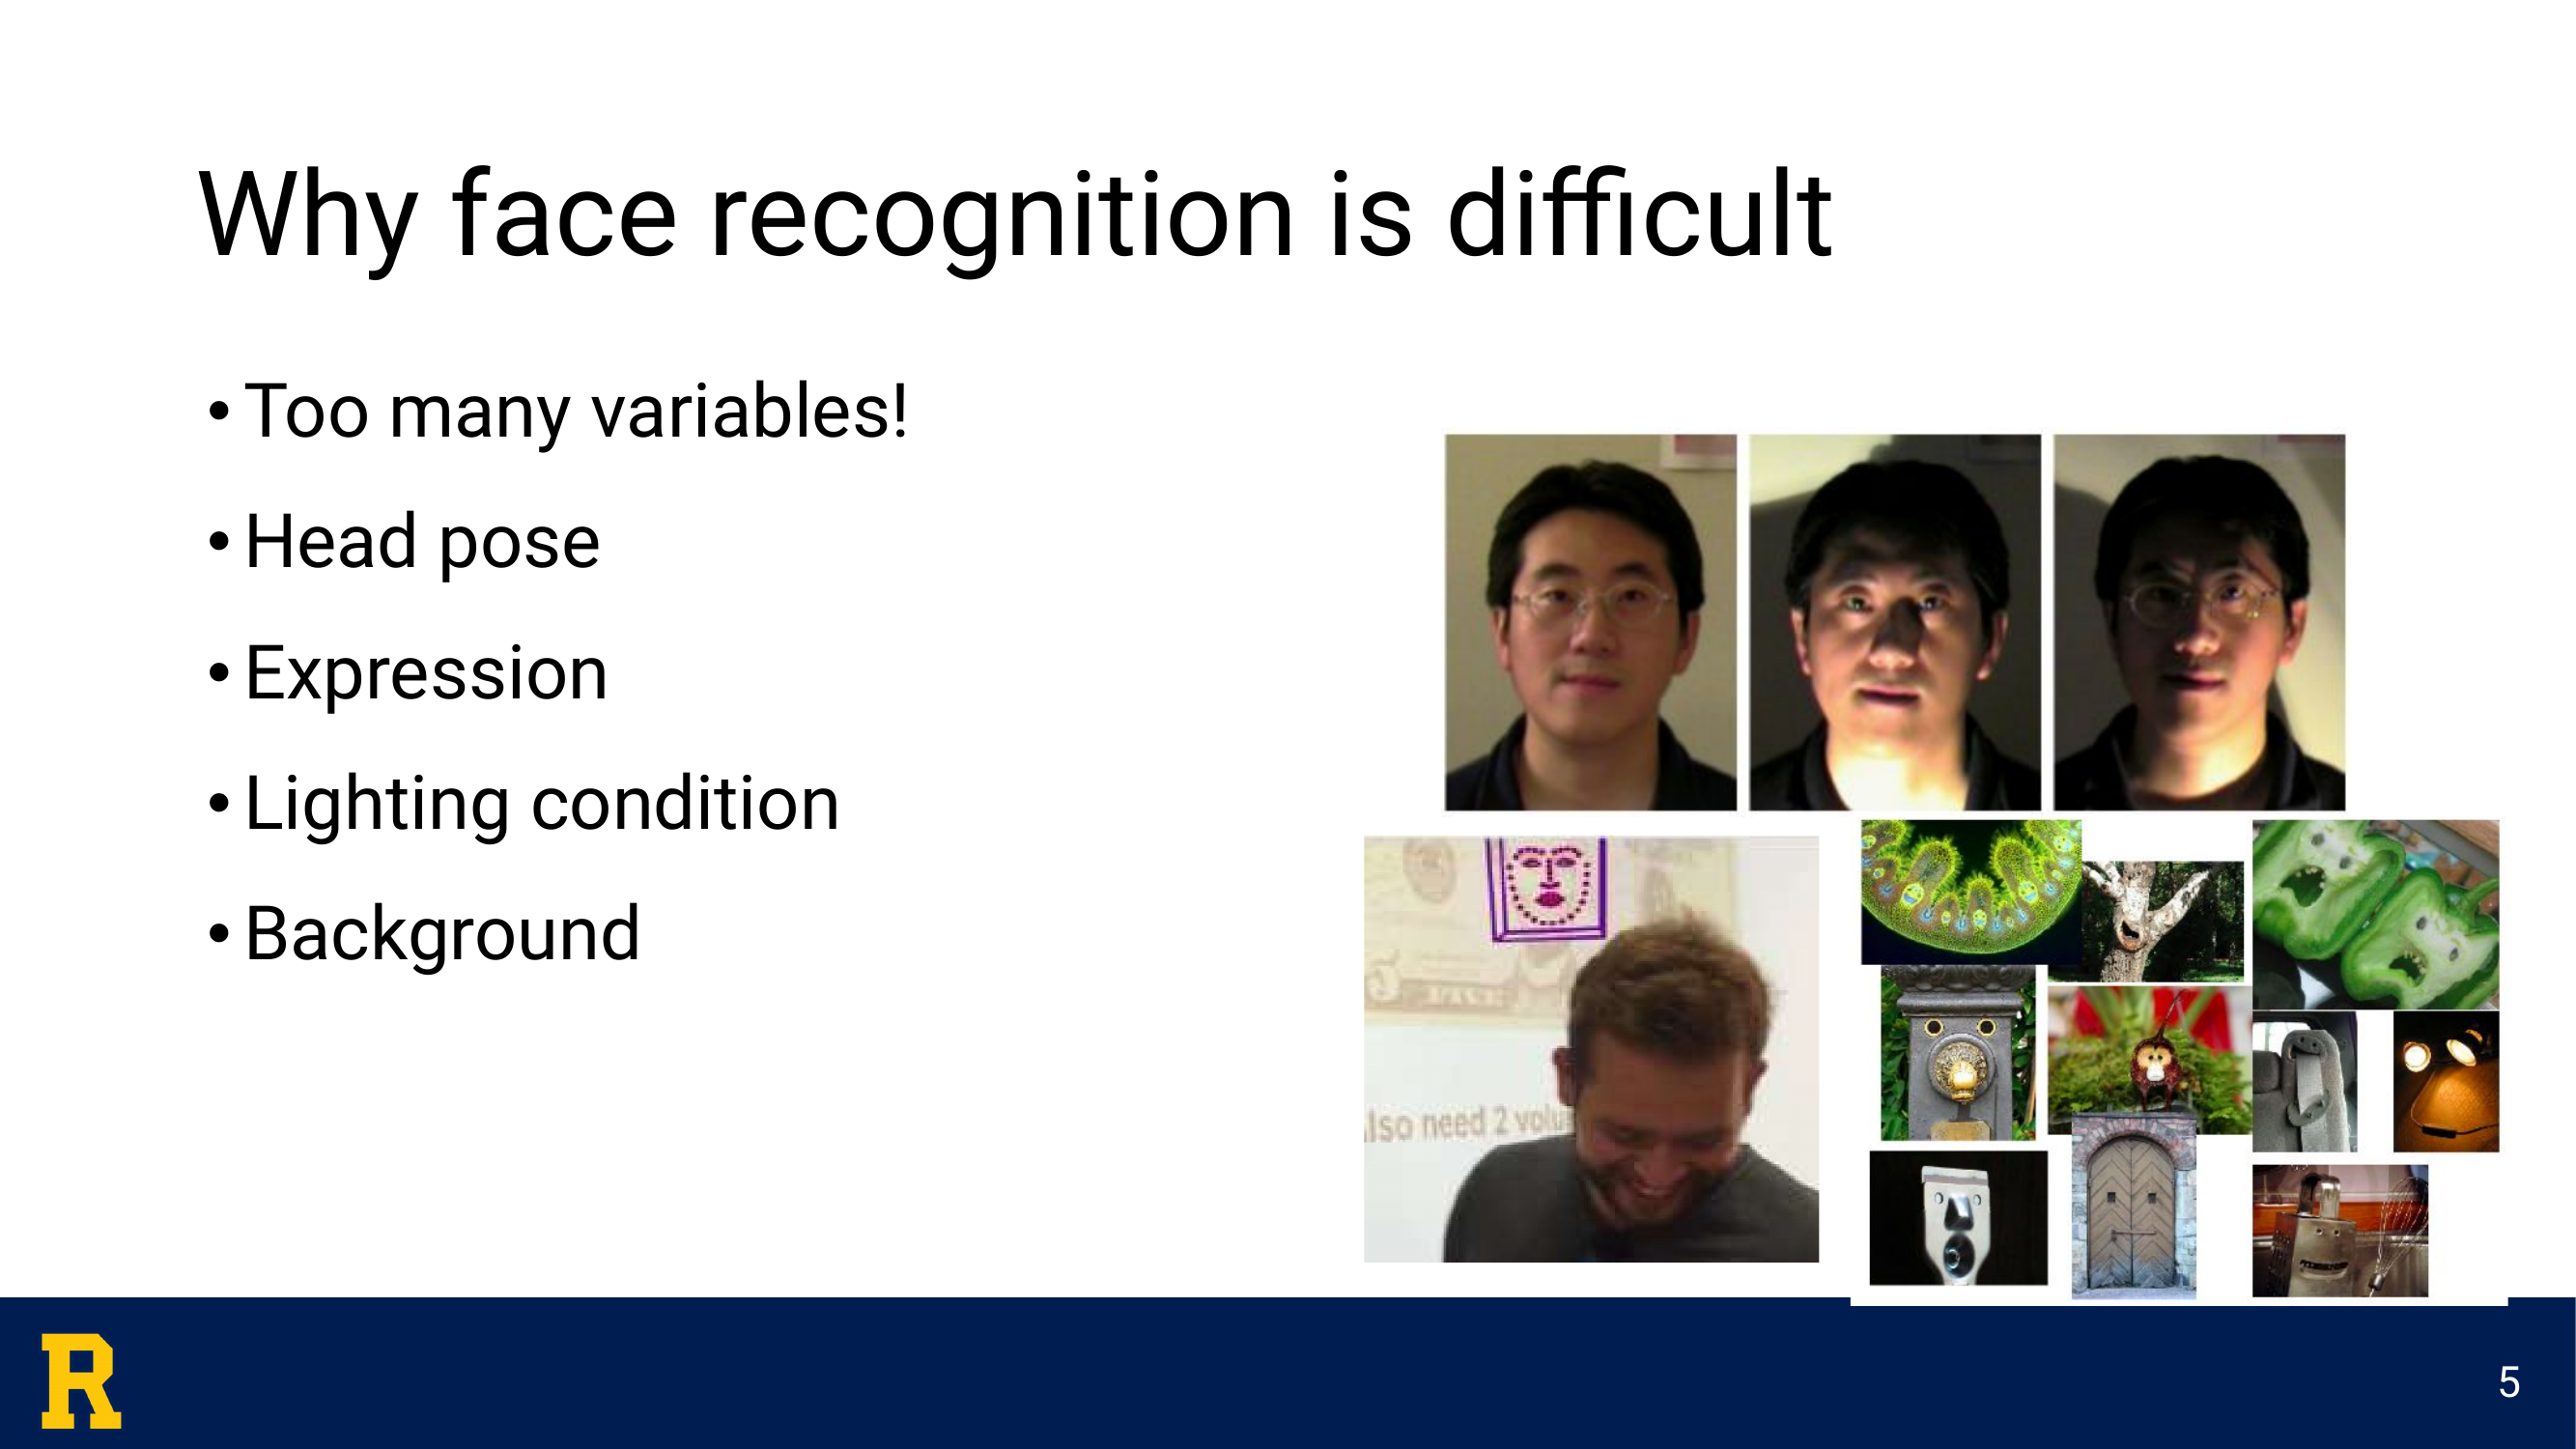 Why face recognition is difficult
• Too many variables!
• Head pose
• Expression
• Lighting condition
• Background
lso need 2 volu
R
5